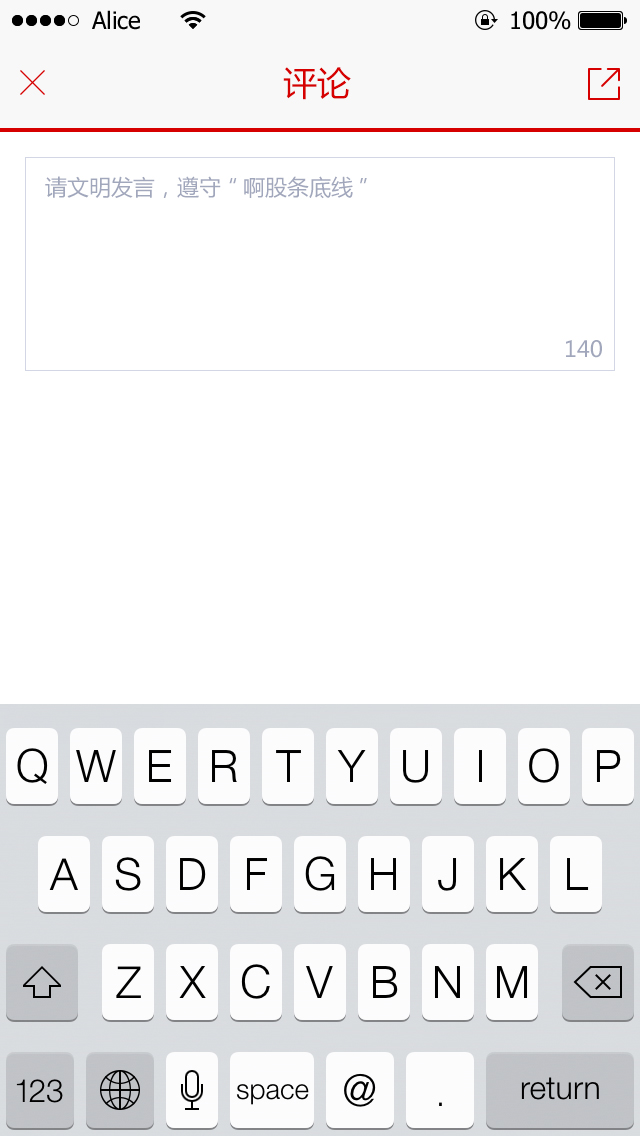 Alice 100%
评论
请文明发言，遵守“啊股条底线”
140
Q W E R T Y U I O P
A S D F G H J K L
Z X C V B N M
123 space @ . return